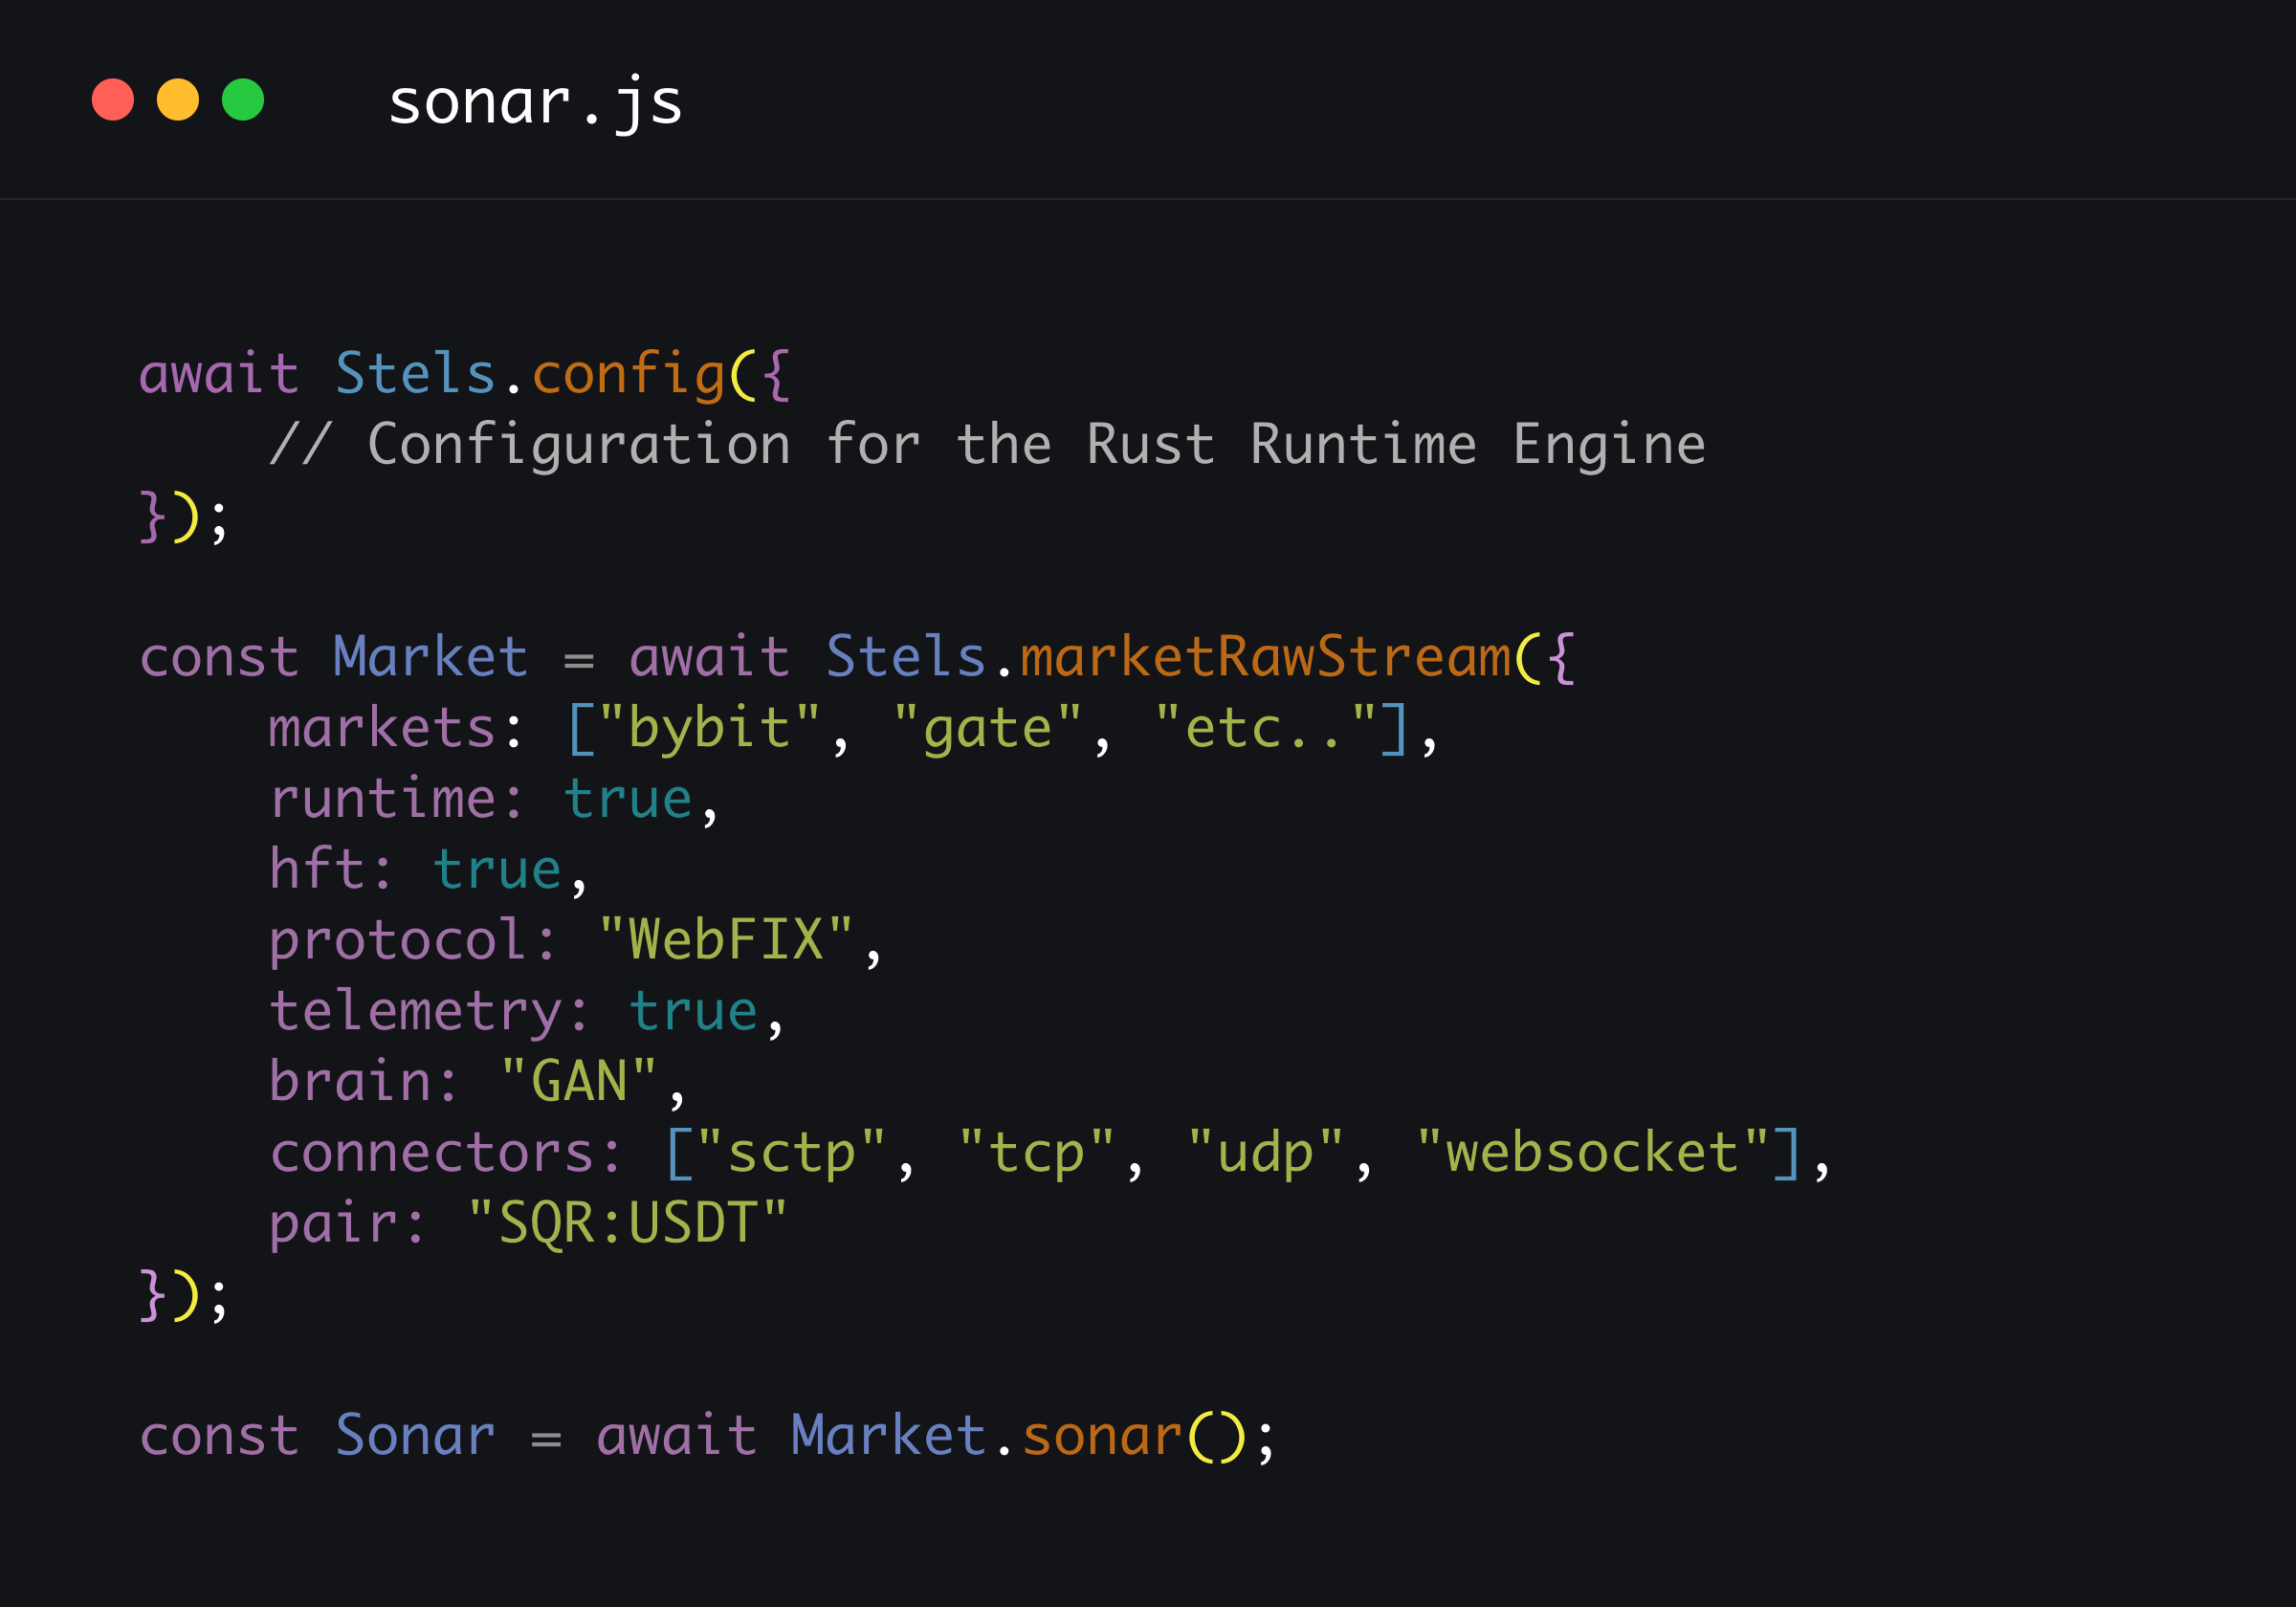 sonar.js
await Stels.config({
    // Configuration for the Rust Runtime Engine
});
const Market = await Stels.marketRawStream({
    markets: ["bybit", "gate", "etc.."],
    runtime: true,
    hft: true,
    protocol: "WebFIX",
    telemetry: true,
    brain: "GAN",
    connectors: ["sctp", "tcp", "udp", "websocket"],
    pair: "SQR:USDT"
});
const Sonar = await Market.sonar();